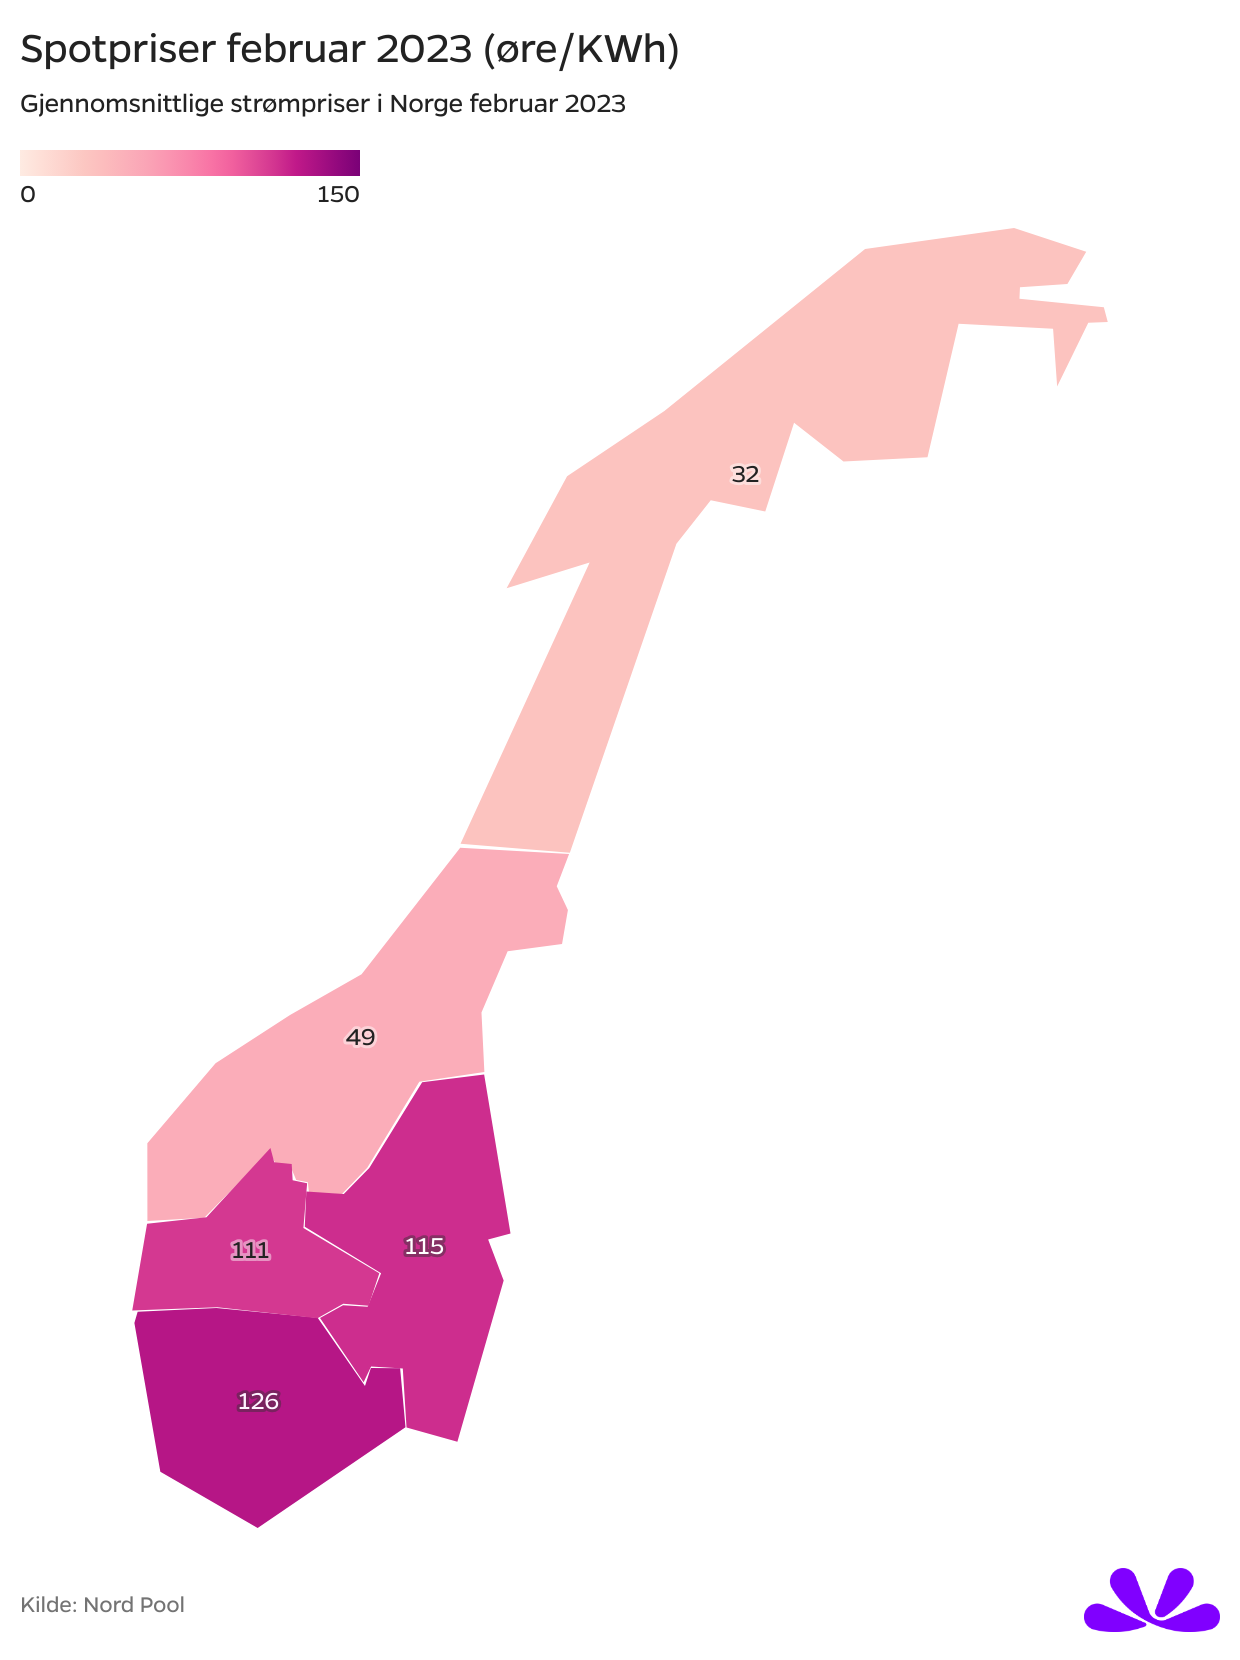 Spotpriser februar 2023 (øre/KWh)
Gjennomsnittlige strømpriser i Norge februar 2023
0 150
32
49
111
115
126
Kilde: Nord Pool